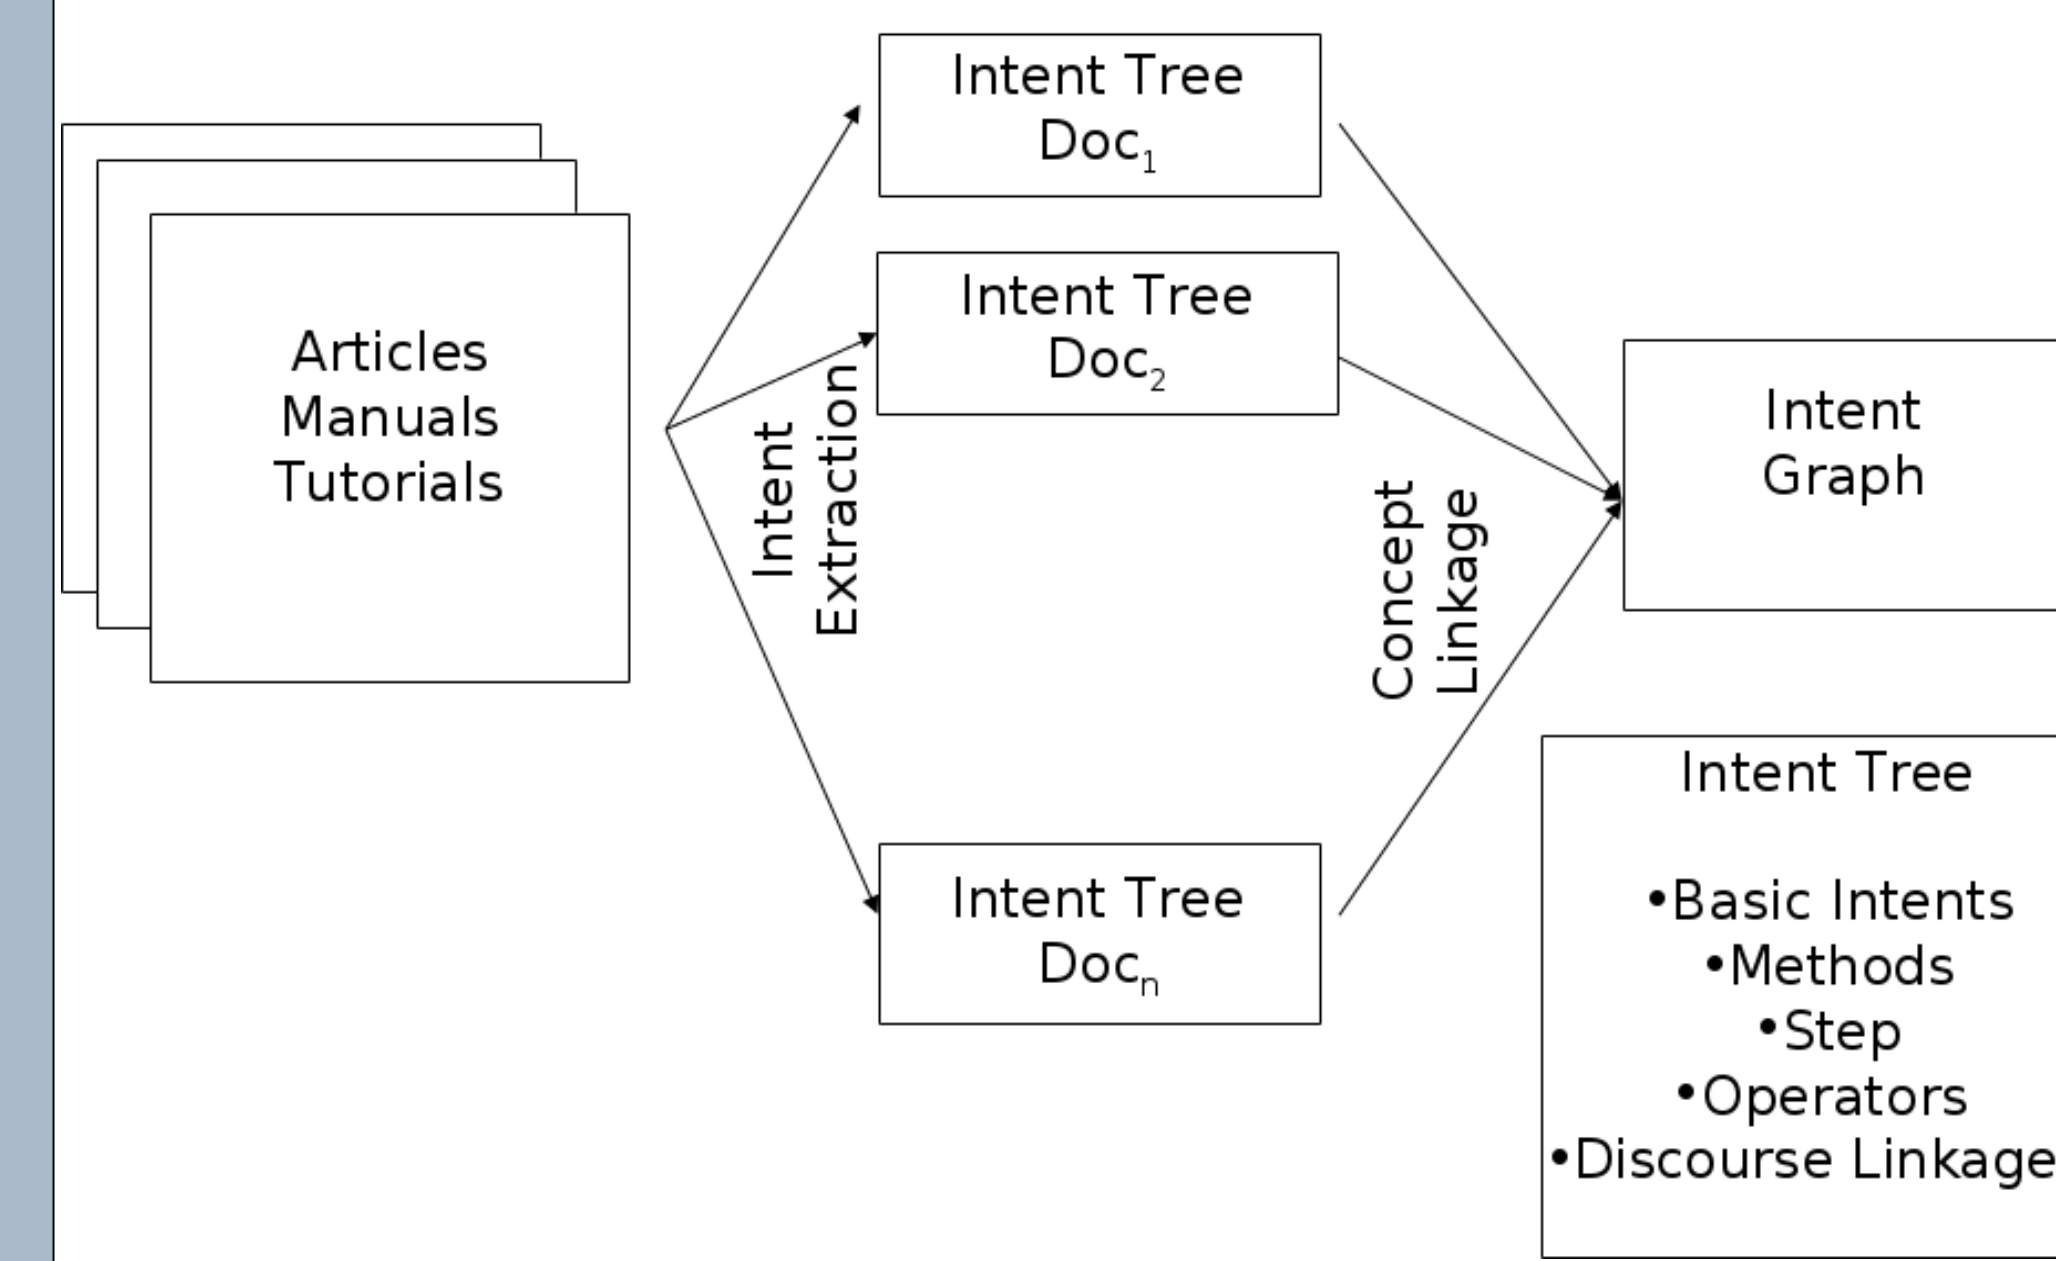 Articles
Manuals
Tutorials
Intent
Extraction
Intent Tree
Doc₁
Intent Tree
Doc₂
Intent Tree
Docₙ
Concept
Linkage
Intent
Graph
Intent Tree
•Basic Intents
•Methods
•Step
•Operators
•Discourse Linkage